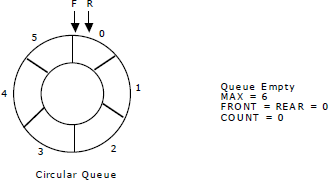 F R
5 0
4 1
3 2
Queue Empty
MAX = 6
FRONT = REAR = 0
COUNT = 0
Circular Queue